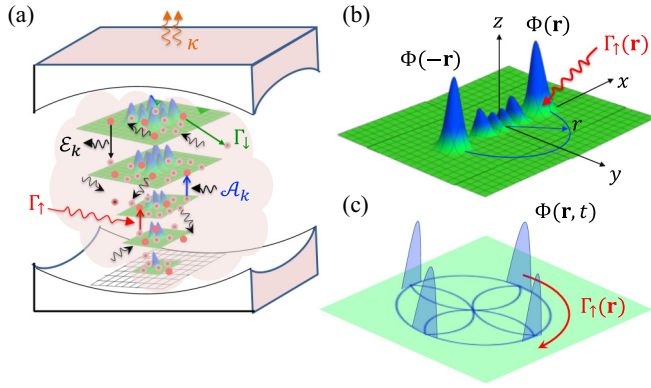 (a)
κ
Γ↓
ℰₖ
𝒜ₖ
Γ↑
(b)
z
Φ(r)
Φ(−r)
Γ↑(r)
x
r
y
(c)
Φ(r, t)
Γ↑(r)